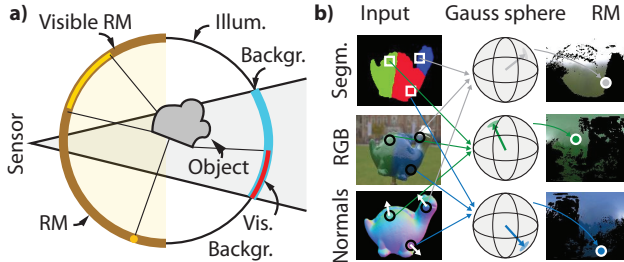 a)
Visible RM
Illum.
Backgr.
Sensor
Object
RM
Vis.
Backgr.
b)
Input
Gauss sphere
RM
Segm.
RGB
Normals